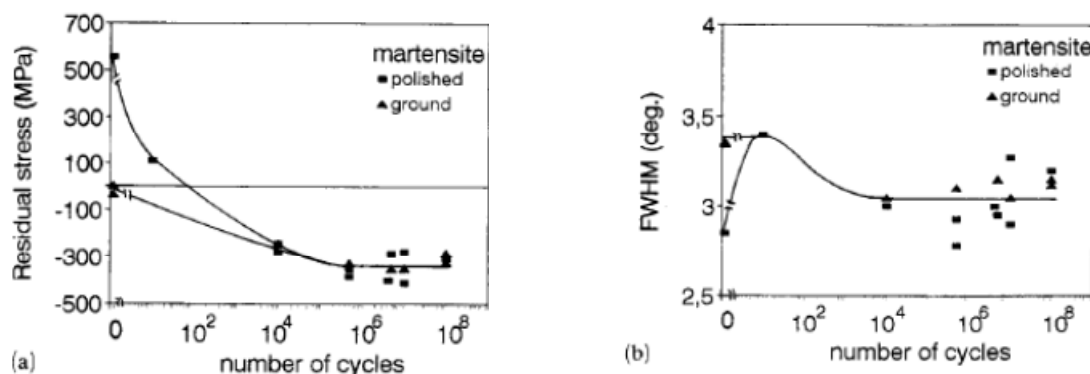 700
500
300
100
-100
-300
-500
Residual stress (MPa)
martensite
polished
ground
0 10² 10⁴ 10⁶ 10⁸
number of cycles
(a)
4
3,5
3
2,5
FWHM (deg.)
martensite
polished
ground
0 10² 10⁴ 10⁶ 10⁸
number of cycles
(b)